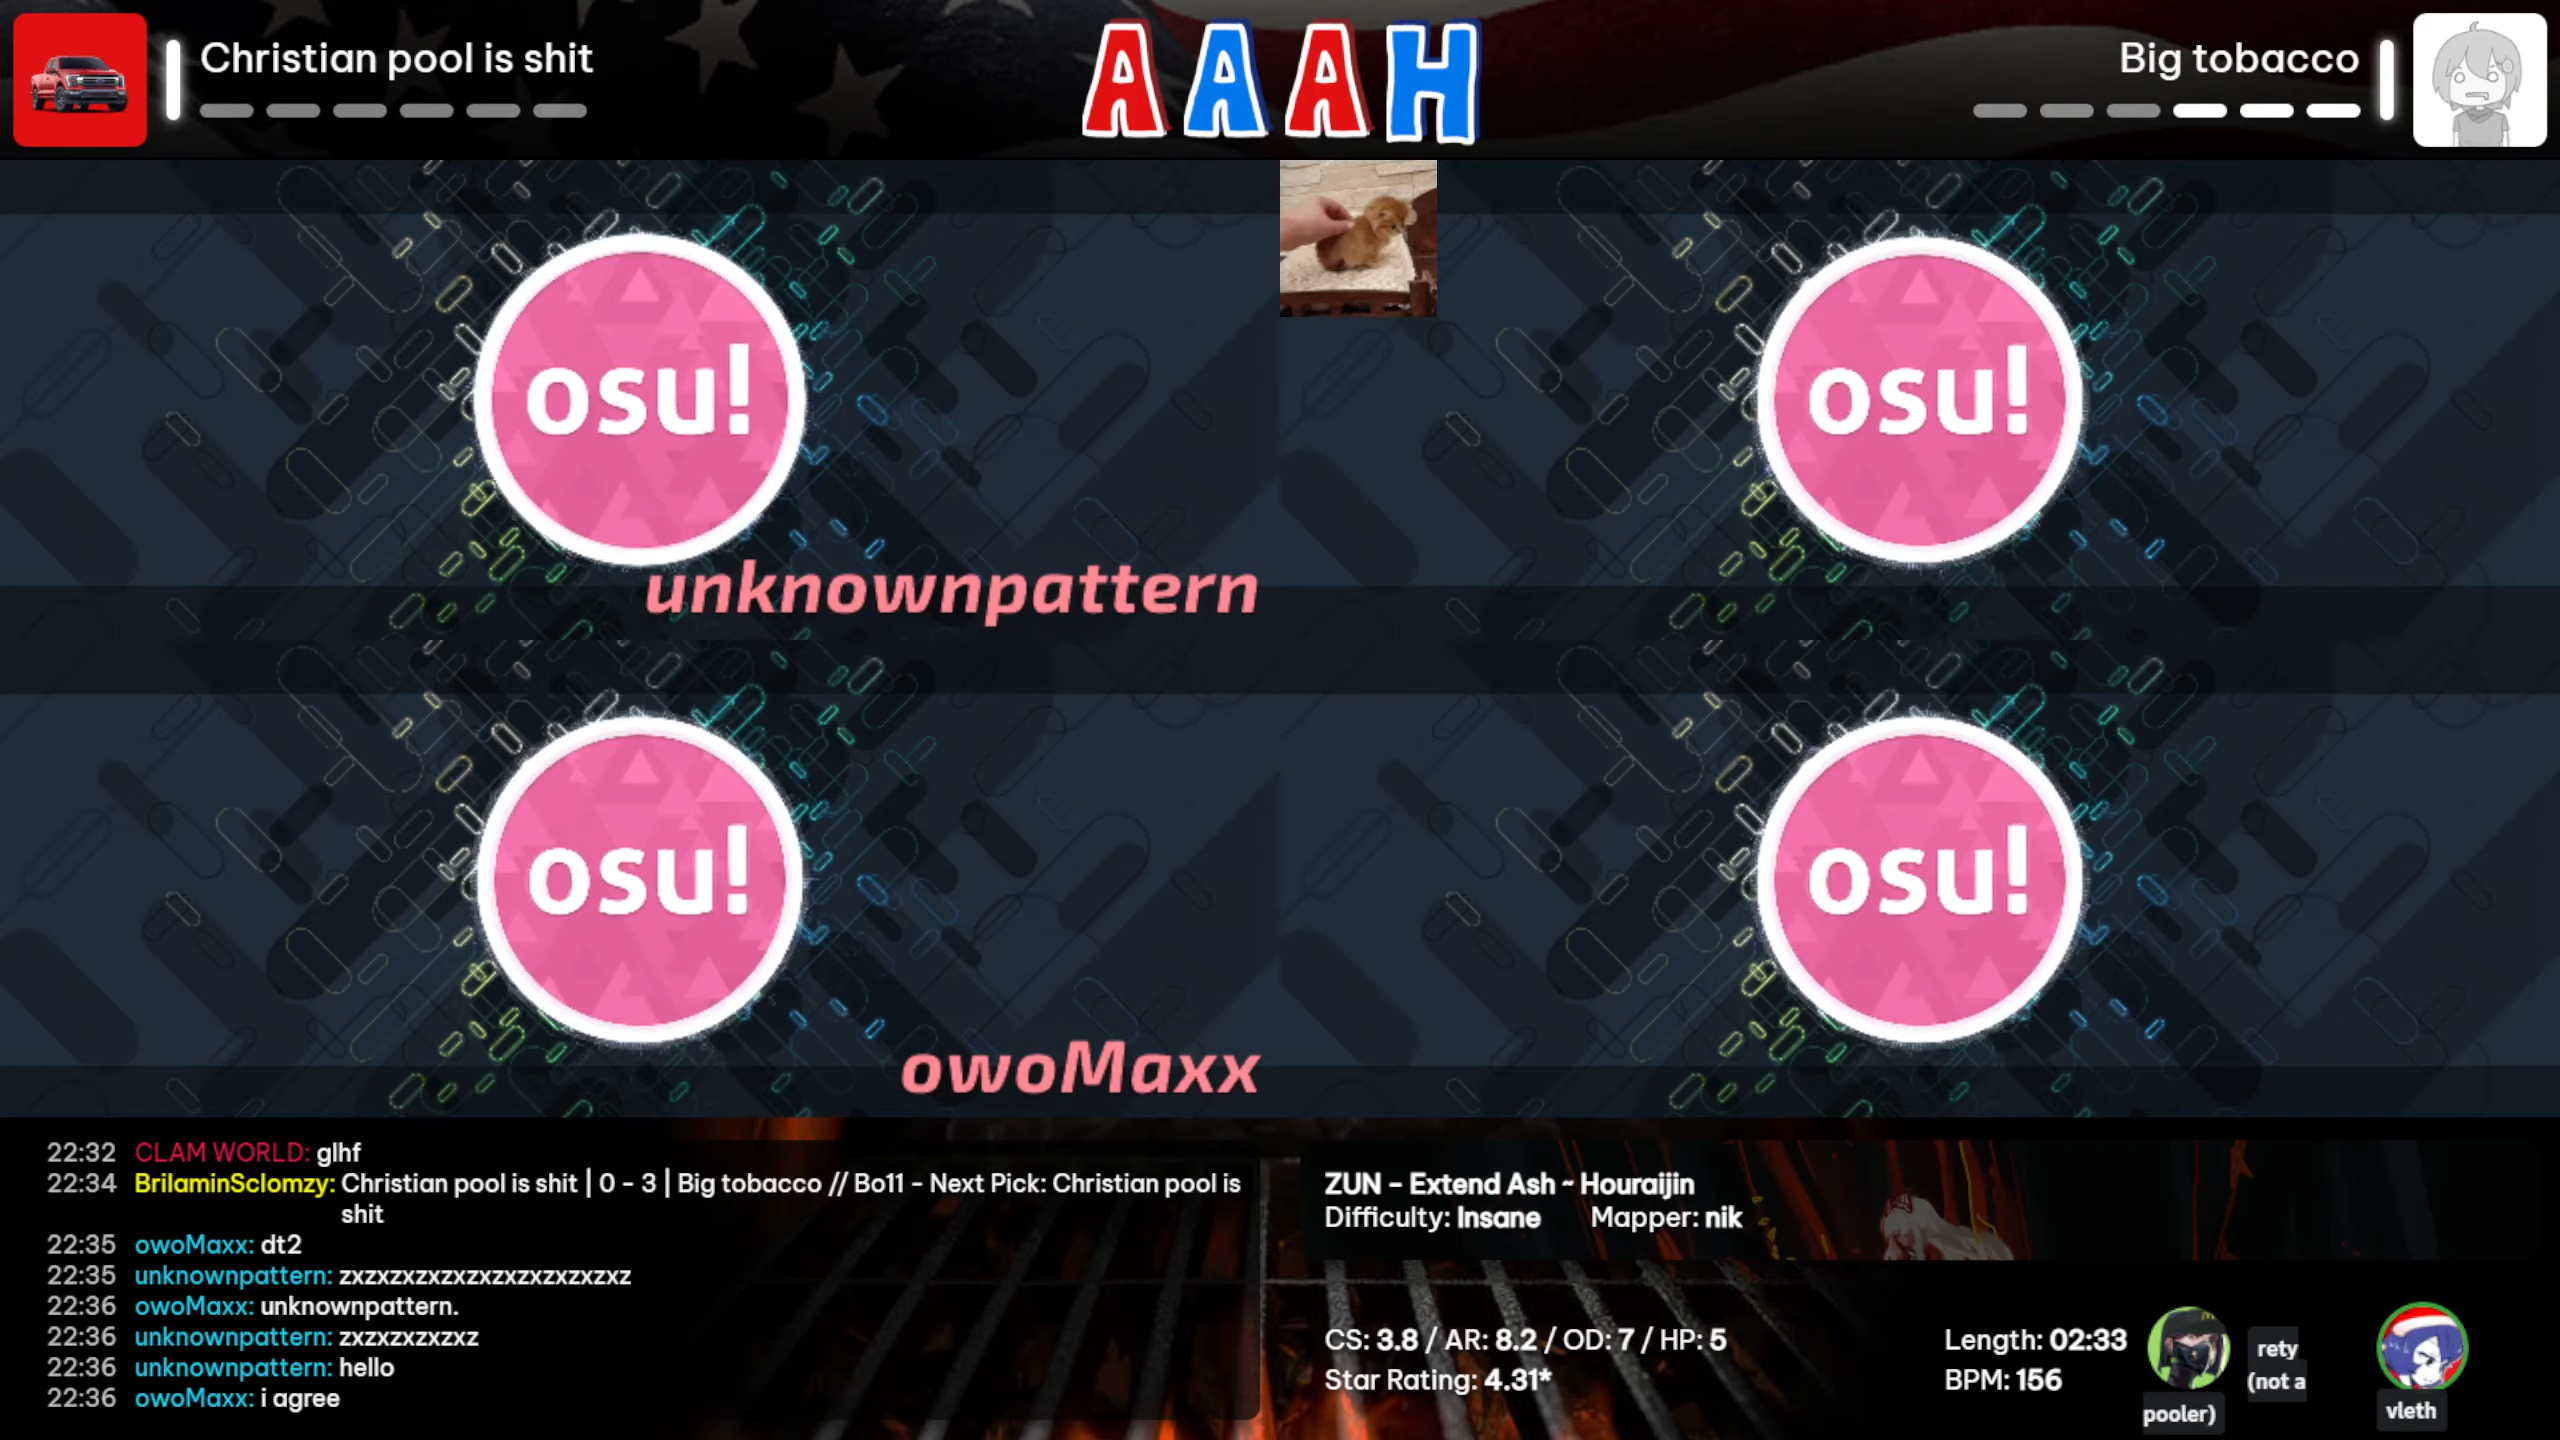 Christian pool is shit
AAAH
Big tobacco
osu!
osu!
unknownpattern
osu!
osu!
owoMaxx
22:32 CLAM WORLD: glhf
22:34 BrilaminSclomzy: Christian pool is shit | 0 - 3 | Big tobacco // Bo11 - Next Pick: Christian pool is
shit
22:35 owoMaxx: dt2
22:35 unknownpattern: zxzxzxzxzxzxzxzxzxzxzxz
22:36 owoMaxx: unknownpattern.
22:36 unknownpattern: zxzxzxzxzxz
22:36 unknownpattern: hello
22:36 owoMaxx: i agree
ZUN - Extend Ash ~ Houraijin
Difficulty: Insane Mapper: nik
CS: 3.8 / AR: 8.2 / OD: 7 / HP: 5
Star Rating: 4.31*
Length: 02:33
BPM: 156
rety
(not a
pooler)
vleth